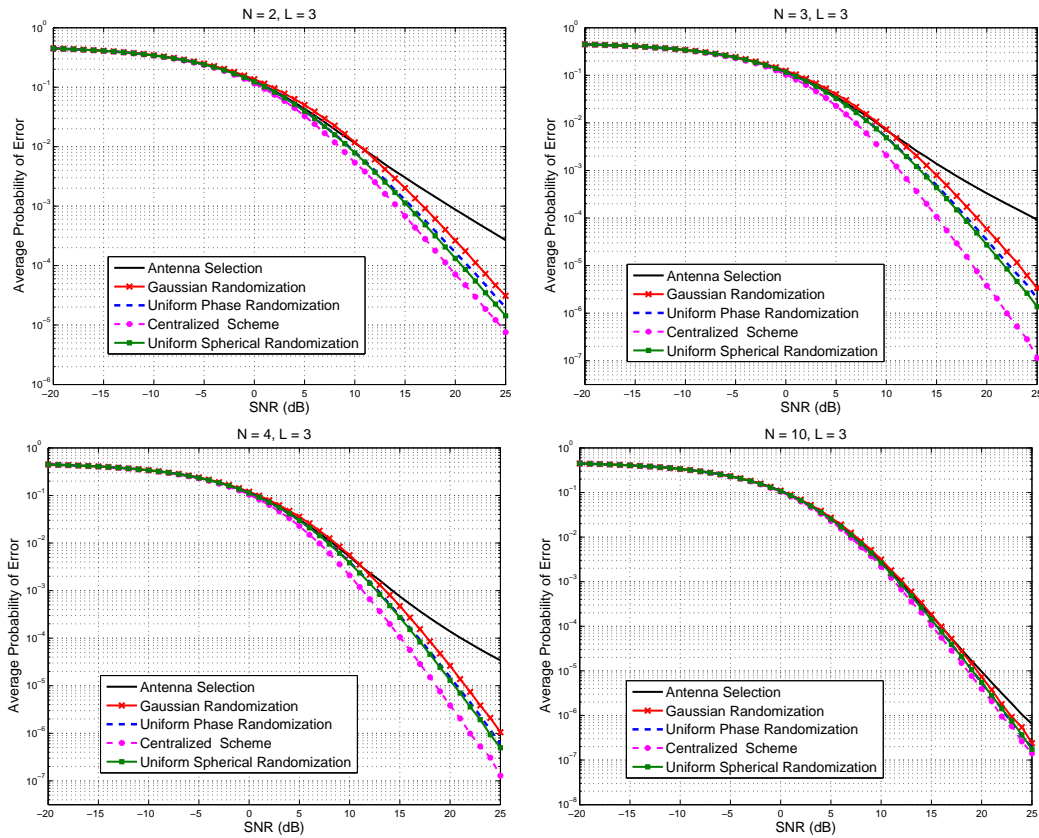 N = 2, L = 3
Average Probability of Error
10^0
10^-1
10^-2
10^-3
10^-4
10^-5
10^-6
Antenna Selection
Gaussian Randomization
Uniform Phase Randomization
Centralized Scheme
Uniform Spherical Randomization
−20 −15 −10 −5 0 5 10 15 20 25
SNR (dB)
N = 3, L = 3
Average Probability of Error
10^0
10^-1
10^-2
10^-3
10^-4
10^-5
10^-6
10^-7
Antenna Selection
Gaussian Randomization
Uniform Phase Randomization
Centralized Scheme
Uniform Spherical Randomization
−20 −15 −10 −5 0 5 10 15 20 25
SNR (dB)
N = 4, L = 3
Average Probability of Error
10^0
10^-1
10^-2
10^-3
10^-4
10^-5
10^-6
10^-7
Antenna Selection
Gaussian Randomization
Uniform Phase Randomization
Centralized Scheme
Uniform Spherical Randomization
−20 −15 −10 −5 0 5 10 15 20 25
SNR (dB)
N = 10, L = 3
Average Probability of Error
10^0
10^-1
10^-2
10^-3
10^-4
10^-5
10^-6
10^-7
10^-8
Antenna Selection
Gaussian Randomization
Uniform Phase Randomization
Centralized Scheme
Uniform Spherical Randomization
−20 −15 −10 −5 0 5 10 15 20 25
SNR (dB)